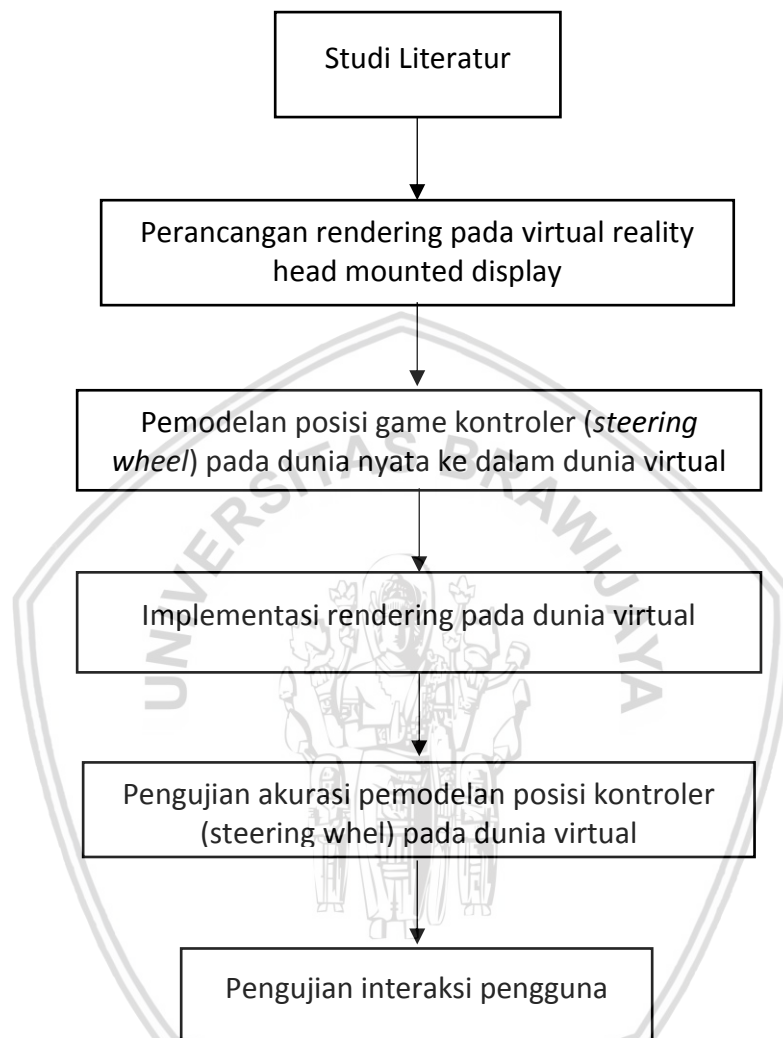 Studi Literatur
Perancangan rendering pada virtual reality
head mounted display
Pemodelan posisi game kontroler (steering
wheel) pada dunia nyata ke dalam dunia virtual
UNIVERSITAS BRAWIJAYA
Implementasi rendering pada dunia virtual
Pengujian akurasi pemodelan posisi kontroler
(steering whel) pada dunia virtual
Pengujian interaksi pengguna